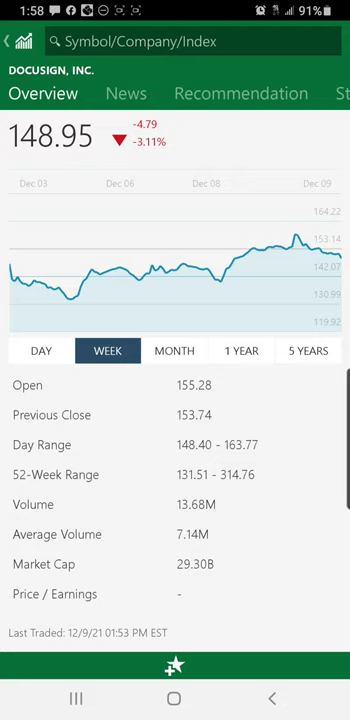 1:58 91%
Symbol/Company/Index
DOCUSIGN, INC.
Overview News Recommendation St
148.95 -4.79
-3.11%
Dec 03 Dec 06 Dec 08 Dec 09
164.22
153.14
142.07
130.99
119.92
DAY WEEK MONTH 1 YEAR 5 YEARS
Open 155.28
Previous Close 153.74
Day Range 148.40 - 163.77
52-Week Range 131.51 - 314.76
Volume 13.68M
Average Volume 7.14M
Market Cap 29.30B
Price / Earnings -
Last Traded: 12/9/21 01:53 PM EST